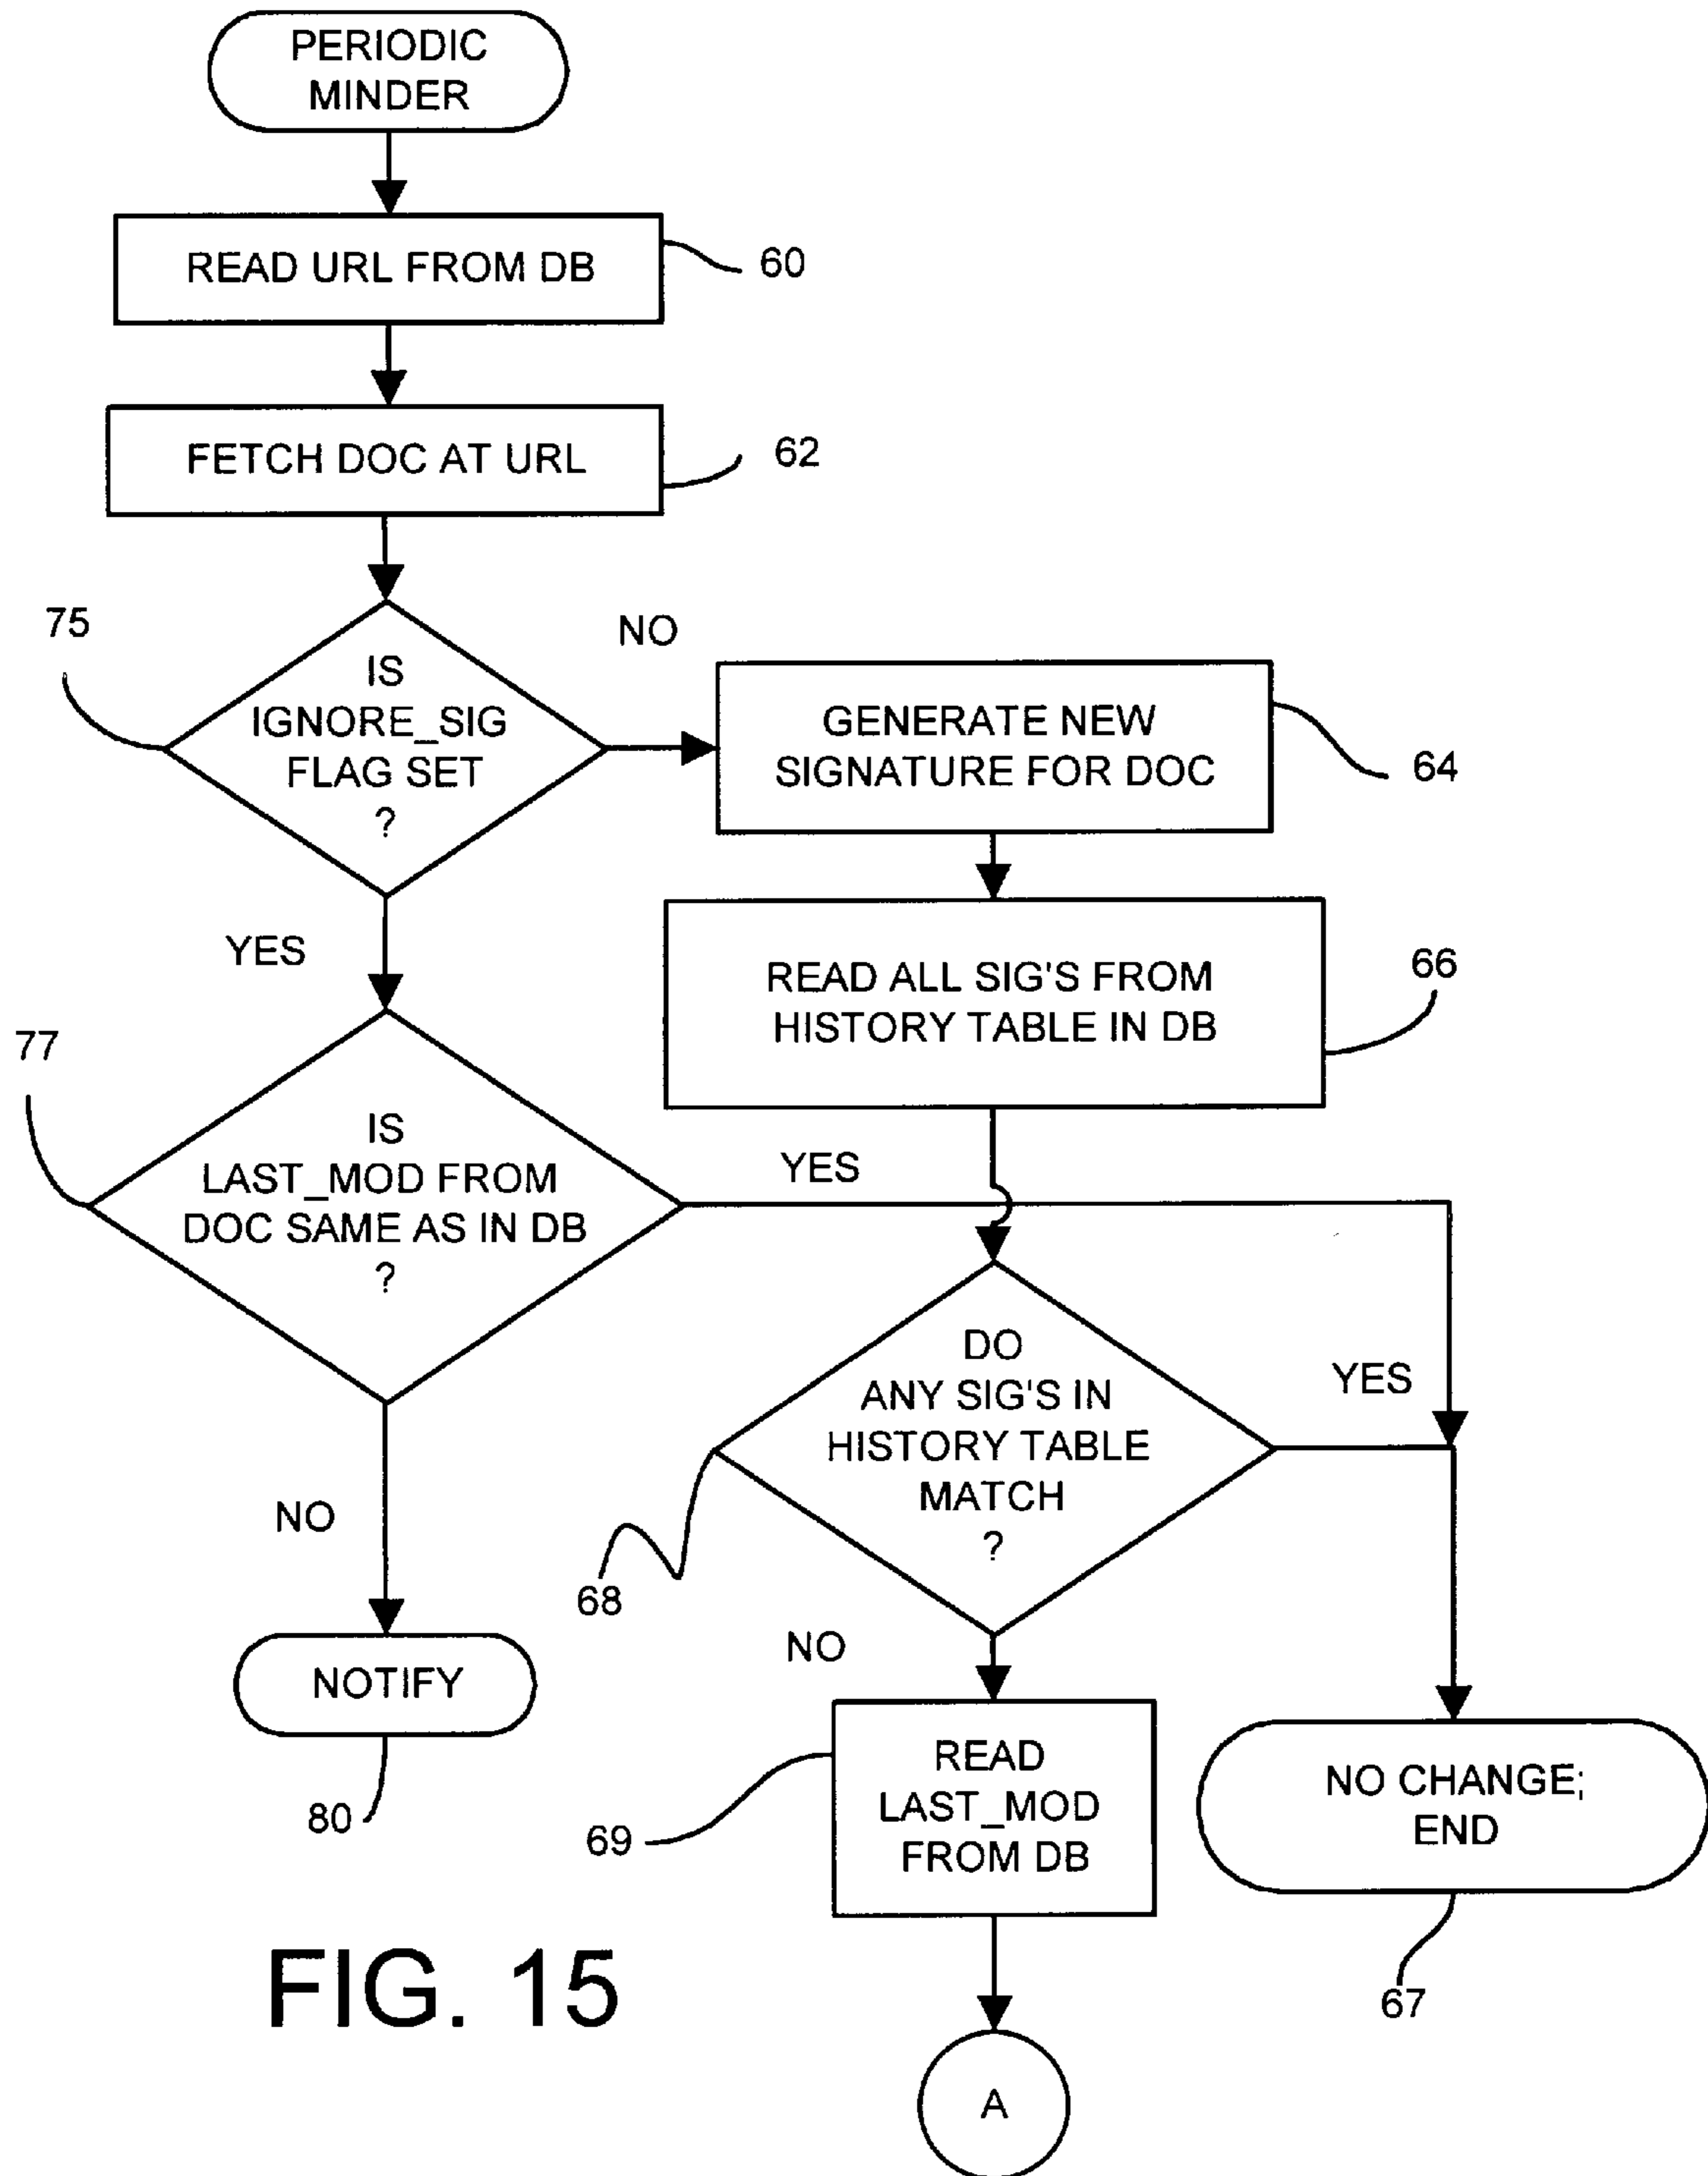 PERIODIC
MINDER
READ URL FROM DB
60
FETCH DOC AT URL
62
75
IS
IGNORE_SIG
FLAG SET
?
NO
GENERATE NEW
SIGNATURE FOR DOC
64
YES
READ ALL SIG'S FROM
HISTORY TABLE IN DB
66
77
IS
LAST_MOD FROM
DOC SAME AS IN DB
?
YES
DO
ANY SIG'S IN
HISTORY TABLE
MATCH
?
YES
68
NO
NOTIFY
80
NO
READ
LAST_MOD
FROM DB
69
NO CHANGE;
END
67
A
FIG. 15